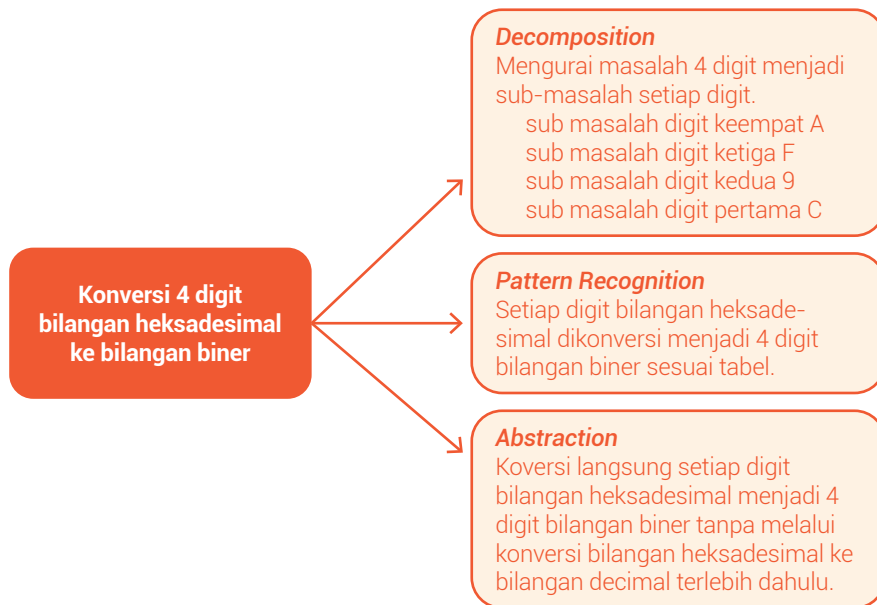 Konversi 4 digit
bilangan heksadesimal
ke bilangan biner
Decomposition
Mengurai masalah 4 digit menjadi
sub-masalah setiap digit.
sub masalah digit keempat A
sub masalah digit ketiga F
sub masalah digit kedua 9
sub masalah digit pertama C
Pattern Recognition
Setiap digit bilangan heksade-
simal dikonversi menjadi 4 digit
bilangan biner sesuai tabel.
Abstraction
Koversi langsung setiap digit
bilangan heksadesimal menjadi 4
digit bilangan biner tanpa melalui
konversi bilangan heksadesimal ke
bilangan decimal terlebih dahulu.